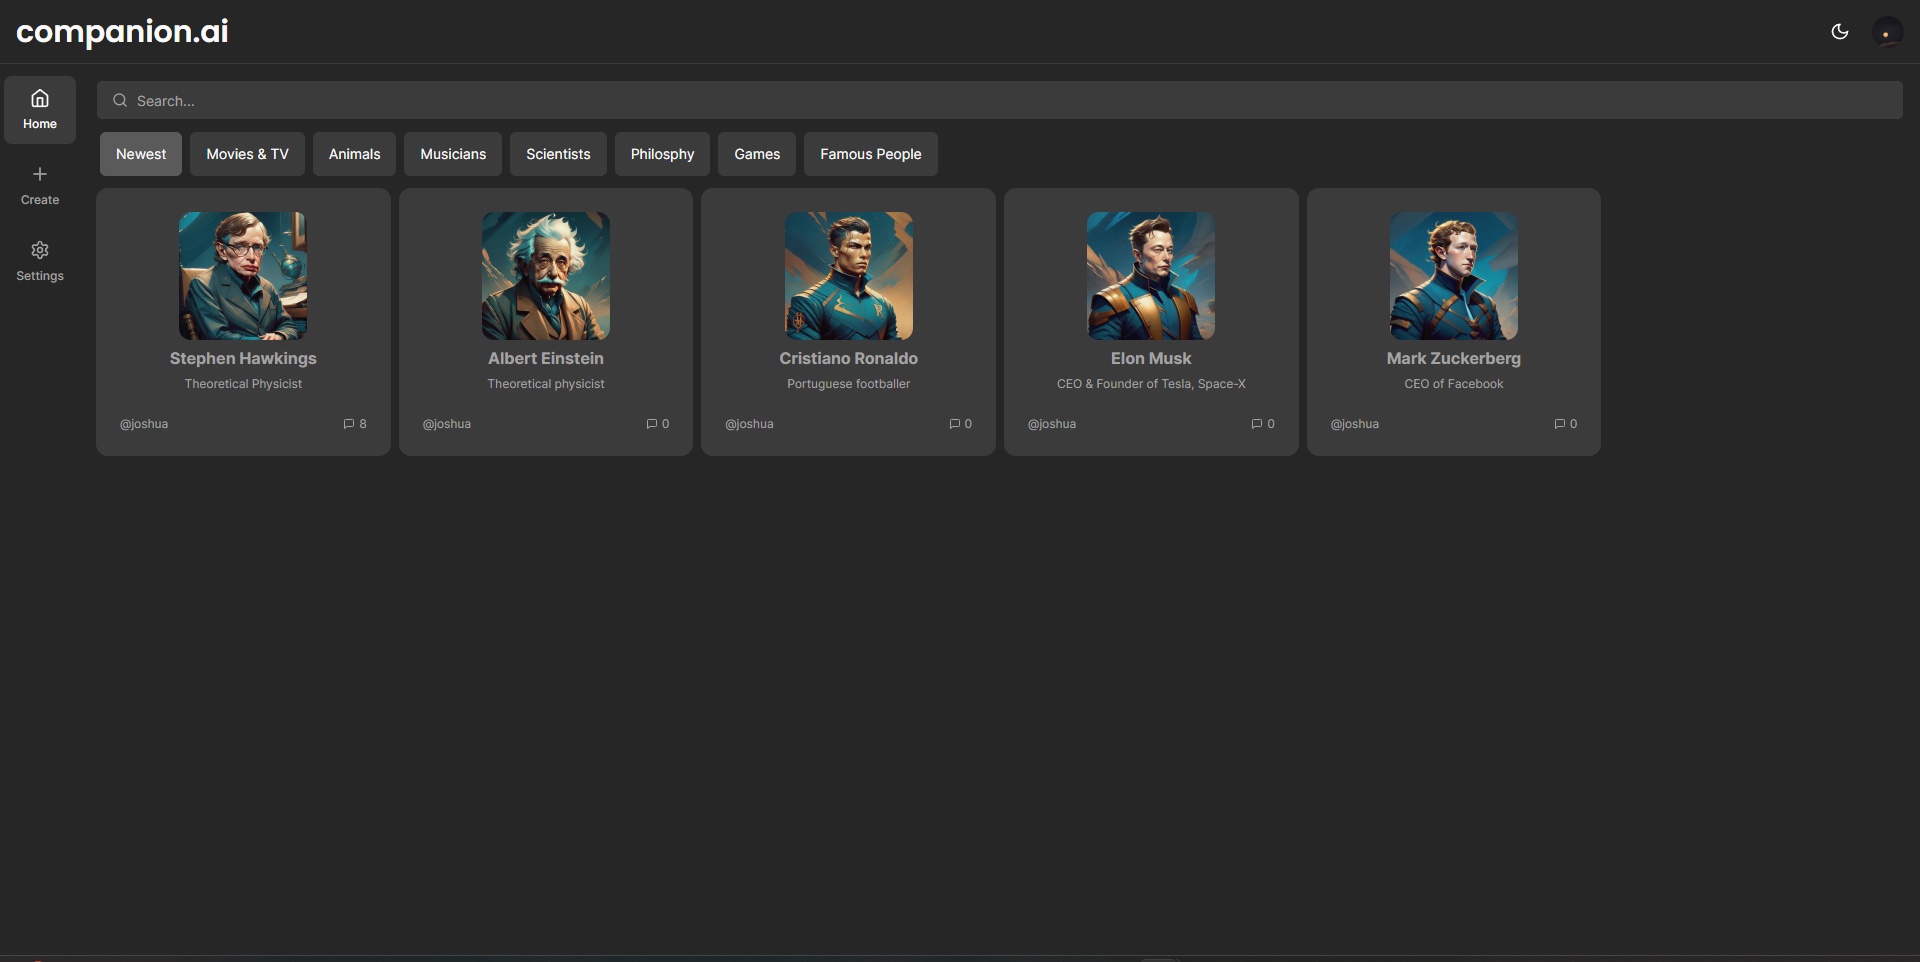 companion.ai
Home
Create
Settings
Search...
Newest Movies & TV Animals Musicians Scientists Philosphy Games Famous People
Stephen Hawkings
Theoretical Physicist
@joshua 8
Albert Einstein
Theoretical physicist
@joshua 0
Cristiano Ronaldo
Portuguese footballer
@joshua 0
Elon Musk
CEO & Founder of Tesla, Space-X
@joshua 0
Mark Zuckerberg
CEO of Facebook
@joshua 0